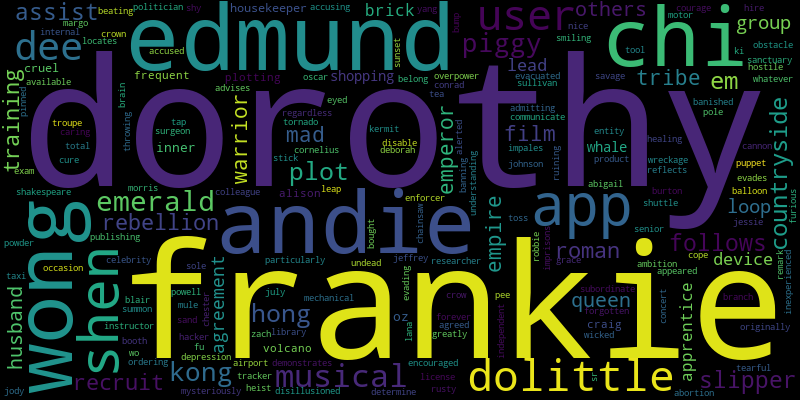 dorothy
frankie
edmund
andie
wong
chi
app
user
dolittle
shen
dee
emerald
musical
piggy
hong
kong
assist
others
brick
group
tribe
em
lead
film
plot
mad
warrior
emperor
empire
training
countryside
loop
device
follows
roman
rebellion
queen
slipper
recruit
husband
agreement
apprentice
whale
shopping
inner
craig
oz
volcano
cruel
frequent
plotting
politician
shy
beating
accusing
yang
housekeeper
margo
internal
crown
accused
locates
available
pinned
troupe
caring
total
cure
exam
shakespeare
brain
throwing
tap
surgeon
oscar
belong
advises
eyed
regardless
tornado
cornelius
stick
kermit
disable
deborah
sunset
overpower
conrad
tea
alerted
banning
understanding
evacuated
sullivan
admitting
communicate
impales
johnson
entity
product
ruining
motor
courage
hire
nice
smiling
tool
ki
obstacle
sanctuary
hostile
whatever
savage
banished
pole
healing
cannon
wreckage
reflects
puppet
evades
abigail
burton
balloon
shuttle
jessie
furious
morris
colleague
alison
leap
enforcer
chainsaw
bought
toss
robbie
grace
senior
ambition
appeared
cope
remark
inexperienced
subordinate
forgotten
concert
branch
originally
wicked
independent
forever
agreed
greatly
lana
evading
crow
pee
researcher
jeffrey
particularly
undead
sole
july
mechanical
library
zach
demonstrates
encouraged
license
rusty
determine
disillusioned
airport
tracker
heist
depression
hacker
fu
chester
powell
mule
sand
blair
summon
celebrity
publishing
occasion
powder
taxi
instructor
booth
wo
ordering
mysteriously
jody
sr
tearful
abortion